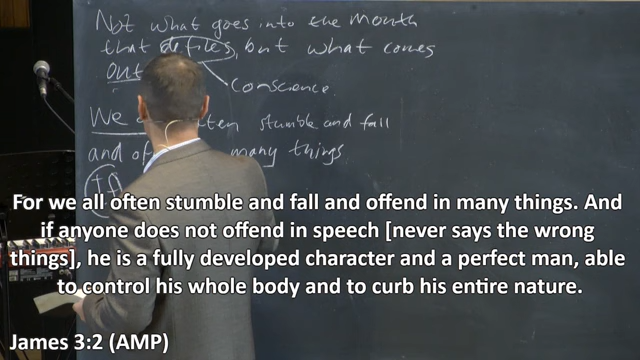 Not what goes into the mouth
that defiles, but what comes
out
Conscience.
We often stumble and fall
and of many things
If
For we all often stumble and fall and offend in many things. And
if anyone does not offend in speech [never says the wrong
things], he is a fully developed character and a perfect man, able
to control his whole body and to curb his entire nature.
James 3:2 (AMP)